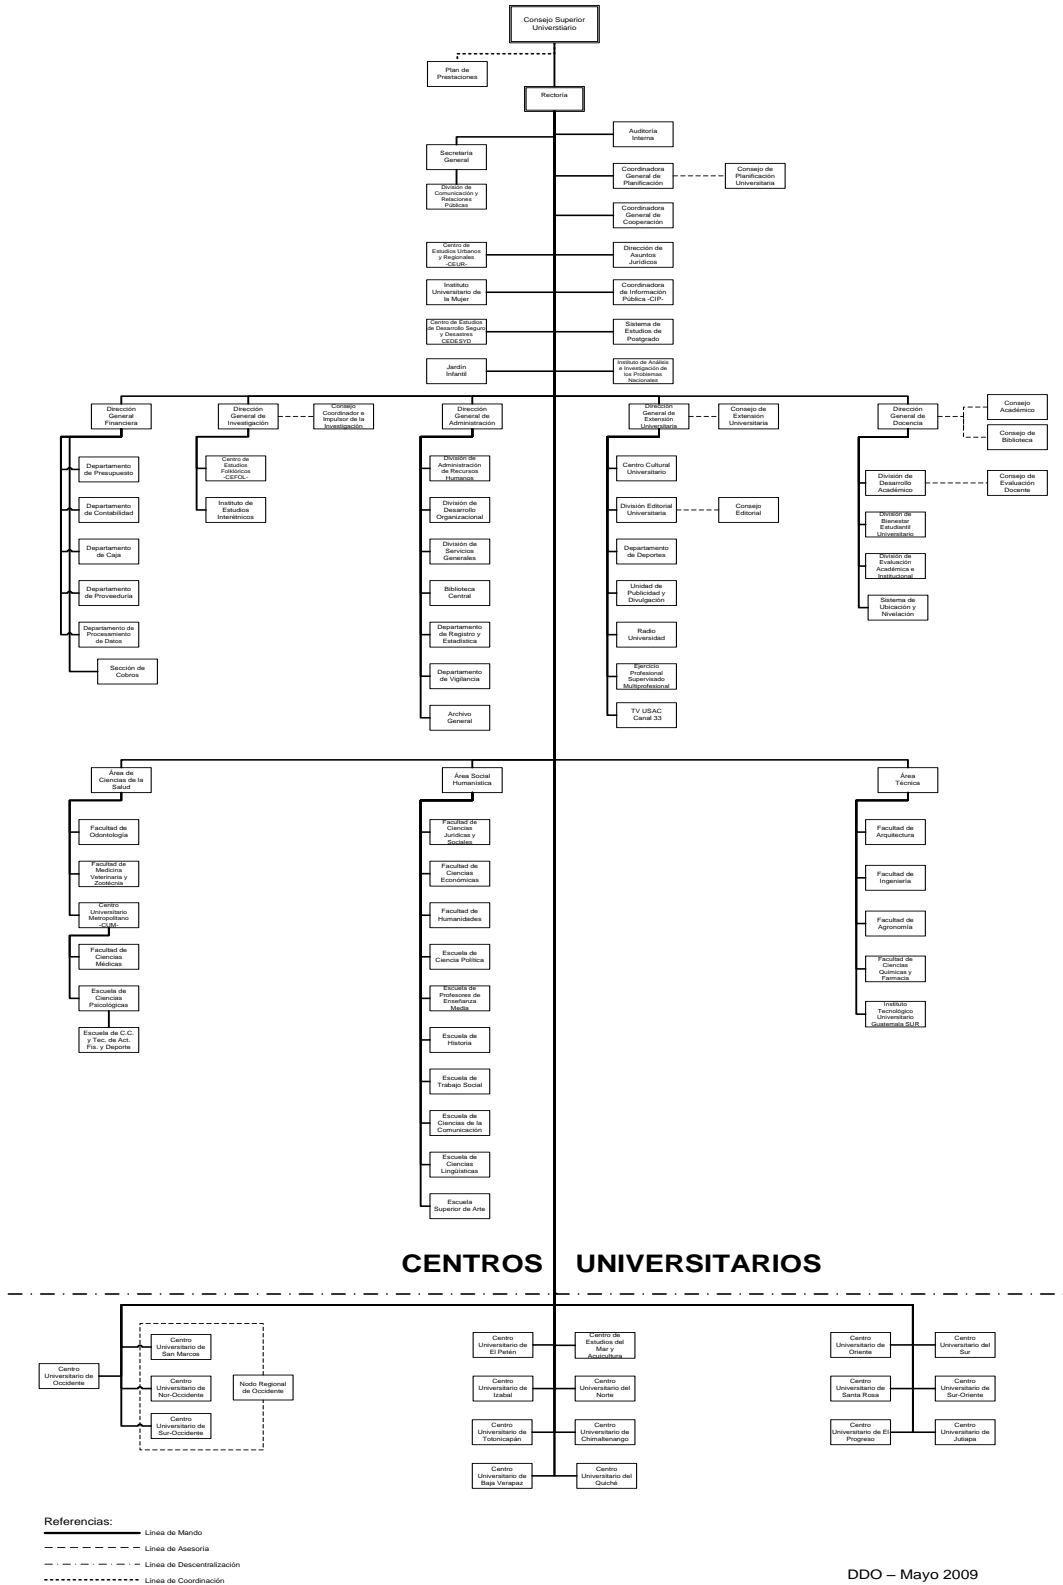 Consejo Superior
Universtiario
Plan de
Prestaciones
Rectoría
Auditoría
Interna
Secretaría
General
Coordinadora
General de
Planificación
Consejo de
Planificación
Universitaria
División de
Comunicación y
Relaciones
Públicas
Coordinadora
General de
Cooperación
Centro de
Estudios Urbanos
y Regionales
-CEUR-
Dirección de
Asuntos
Jurídicos
Instituto
Universitario de
la Mujer
Coordinadora
de Información
Pública -CIP-
Centro de Estudios
de Desarrollo Seguro
y Desastres
CEDESYD
Sistema de
Estudios de
Postgrado
Jardín
Infantil
Instituto de Análisis
e Investigación de
los Problemas
Nacionales
Dirección
General
Financiera
Dirección
General de
Investigación
Consejo
Coordinador e
Impulsor de la
Investigación
Dirección
General de
Administración
Dirección
General de
Extensión
Universitaria
Consejo de
Extensión
Universitaria
Dirección
General de
Docencia
Consejo
Académico
Consejo de
Biblioteca
Departamento
de Presupuesto
Departamento
de Contabilidad
Departamento
de Caja
Departamento
de Proveeduría
Departamento de
Procesamiento
de Datos
Sección de
Cobros
Centro de
Estudios
Folklóricos
-CEFOL-
Instituto de
Estudios
Interétnicos
División de
Administración
de Recursos
Humanos
División de
Desarrollo
Organizacional
División de
Servicios
Generales
Biblioteca
Central
Departamento
de Registro y
Estadística
Departamento
de Vigilancia
Archivo
General
Centro Cultural
Universitario
División Editorial
Universitaria
Consejo
Editorial
Departamento
de Deportes
Unidad de
Publicidad y
Divulgación
Radio
Universidad
Ejercicio
Profesional
Supervisado
Multiprofesional
TV USAC
Canal 33
División de
Desarrollo
Académico
Consejo de
Evaluación
Docente
División de
Bienestar
Estudiantil
Universitario
División de
Evaluación
Académica e
Institucional
Sistema de
Ubicación y
Nivelación
Área de
Ciencias de la
Salud
Área Social
Humanística
Área
Técnica
Facultad de
Odontología
Facultad de
Medicina
Veterinaria y
Zootécnia
Centro
Universitario
Metropolitano
-CUM-
Facultad de
Ciencias
Médicas
Escuela de
Ciencias
Psicológicas
Escuela de C.C.
y Tec. de Act.
Fis. y Deporte
Facultad de
Ciencias
Jurídicas y
Sociales
Facultad de
Ciencias
Económicas
Facultad de
Humanidades
Escuela de
Ciencia Política
Escuela de
Profesores de
Enseñanza
Media
Escuela de
Historia
Escuela de
Trabajo Social
Escuela de
Ciencias de la
Comunicación
Escuela de
Ciencias
Lingüísticas
Escuela
Superior de Arte
Facultad de
Arquitectura
Facultad de
Ingeniería
Facultad de
Agronomía
Facultad de
Ciencias
Químicas y
Farmacia
Instituto
Tecnológico
Universitario
Guatemala SUR
CENTROS UNIVERSITARIOS
Centro
Universitario de
Occidente
Centro
Universitario de
San Marcos
Centro
Universitario de
Nor-Occidente
Centro
Universitario de
Sur-Occidente
Nodo Regional
de Occidente
Centro
Universitario de
El Petén
Centro de
Estudios del
Mar y
Acuicultura
Centro
Universitario de
Izabal
Centro
Universitario del
Norte
Centro
Universitario de
Totonicapán
Centro
Universitario de
Chimaltenango
Centro
Universitario de
Baja Verapaz
Centro
Universitario del
Quiché
Centro
Universitario de
Oriente
Centro
Universitario del
Sur
Centro
Universitario de
Santa Rosa
Centro
Universitario de
Sur-Oriente
Centro
Universitario de El
Progreso
Centro
Universitario de
Jutiapa
Referencias:
Línea de Mando
Línea de Asesoría
Línea de Descentralización
Línea de Coordinación
DDO – Mayo 2009